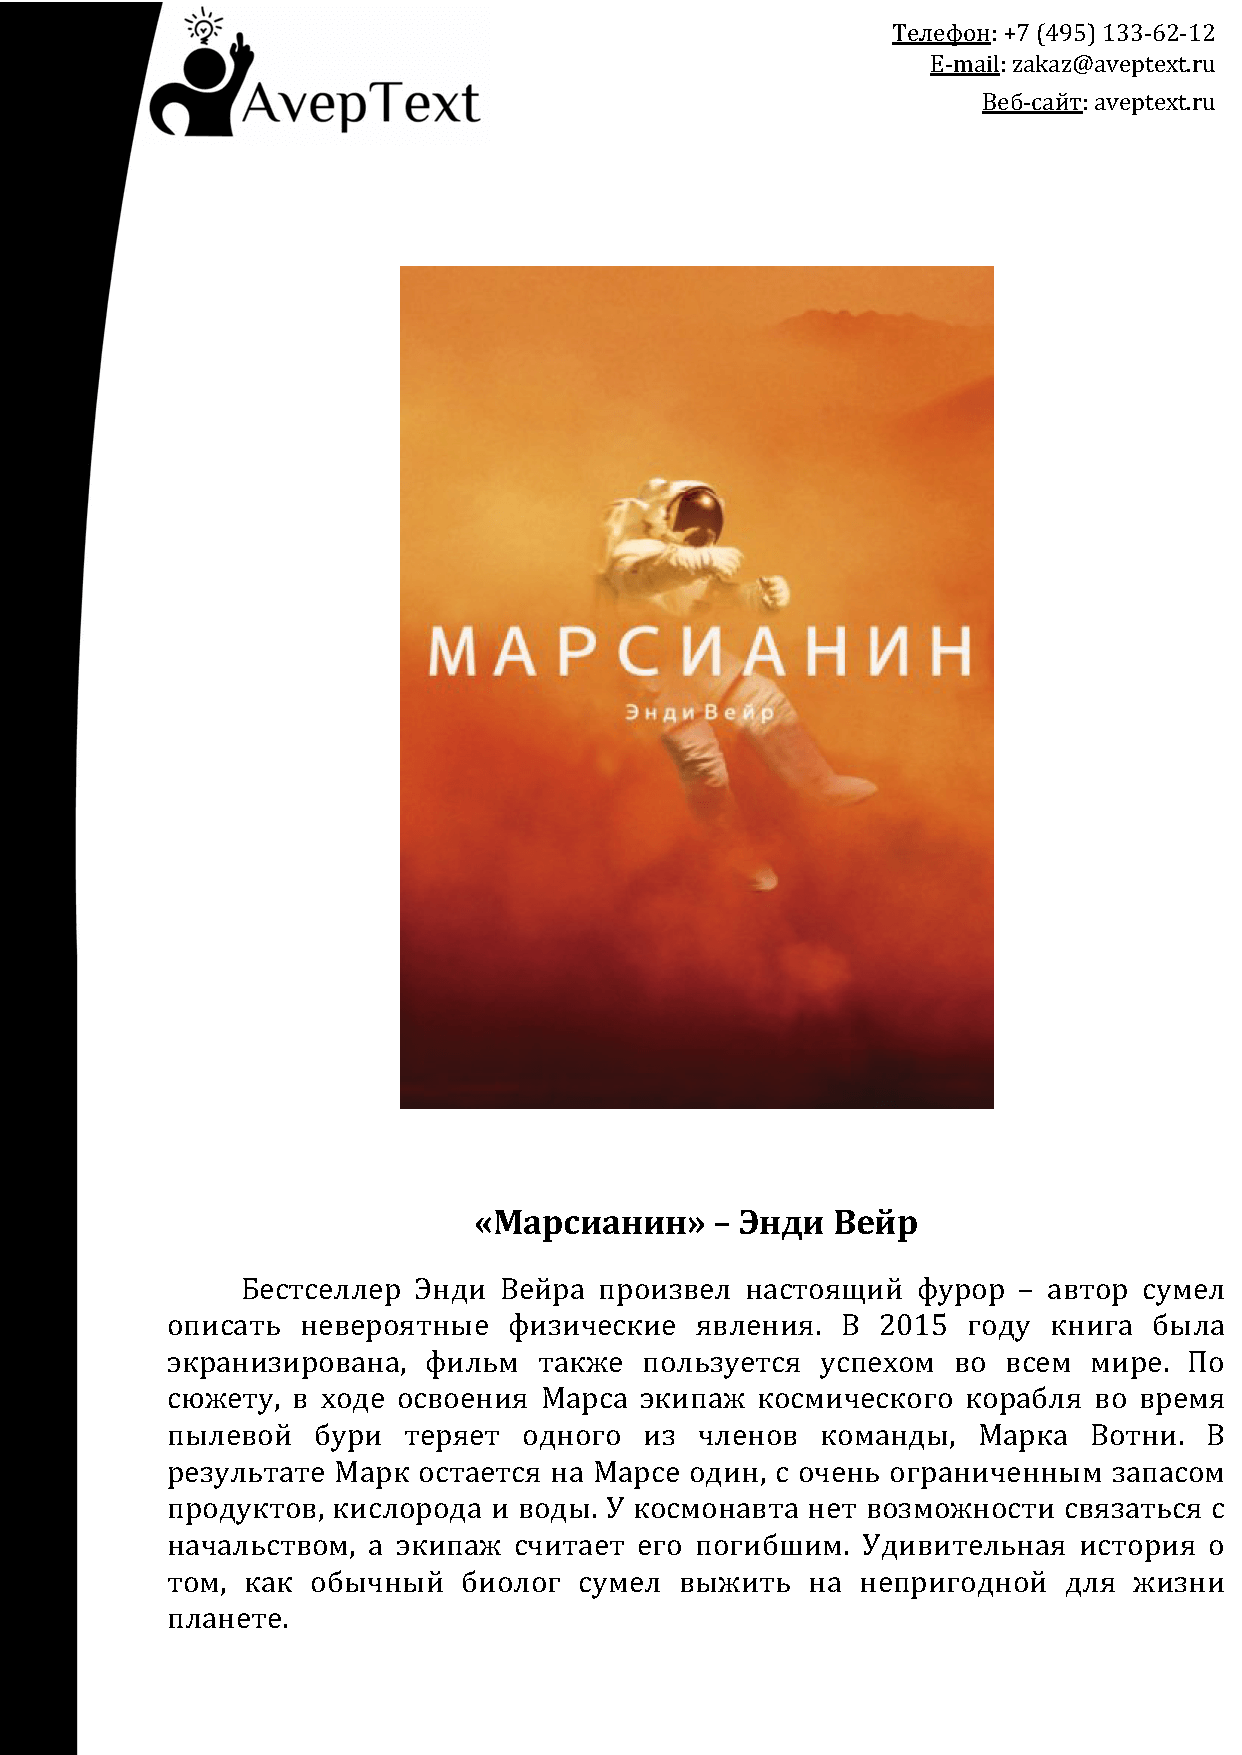 AvepText
Телефон: +7 (495) 133-62-12
E-mail: zakaz@aveptext.ru
Веб-сайт: aveptext.ru
МАРСИАНИН
Энди Вейр
«Марсианин» – Энди Вейр
Бестселлер Энди Вейра произвел настоящий фурор – автор сумел
описать невероятные физические явления. В 2015 году книга была
экранизирована, фильм также пользуется успехом во всем мире. По
сюжету, в ходе освоения Марса экипаж космического корабля во время
пылевой бури теряет одного из членов команды, Марка Вотни. В
результате Марк остается на Марсе один, с очень ограниченным запасом
продуктов, кислорода и воды. У космонавта нет возможности связаться с
начальством, а экипаж считает его погибшим. Удивительная история о
том, как обычный биолог сумел выжить на непригодной для жизни
планете.